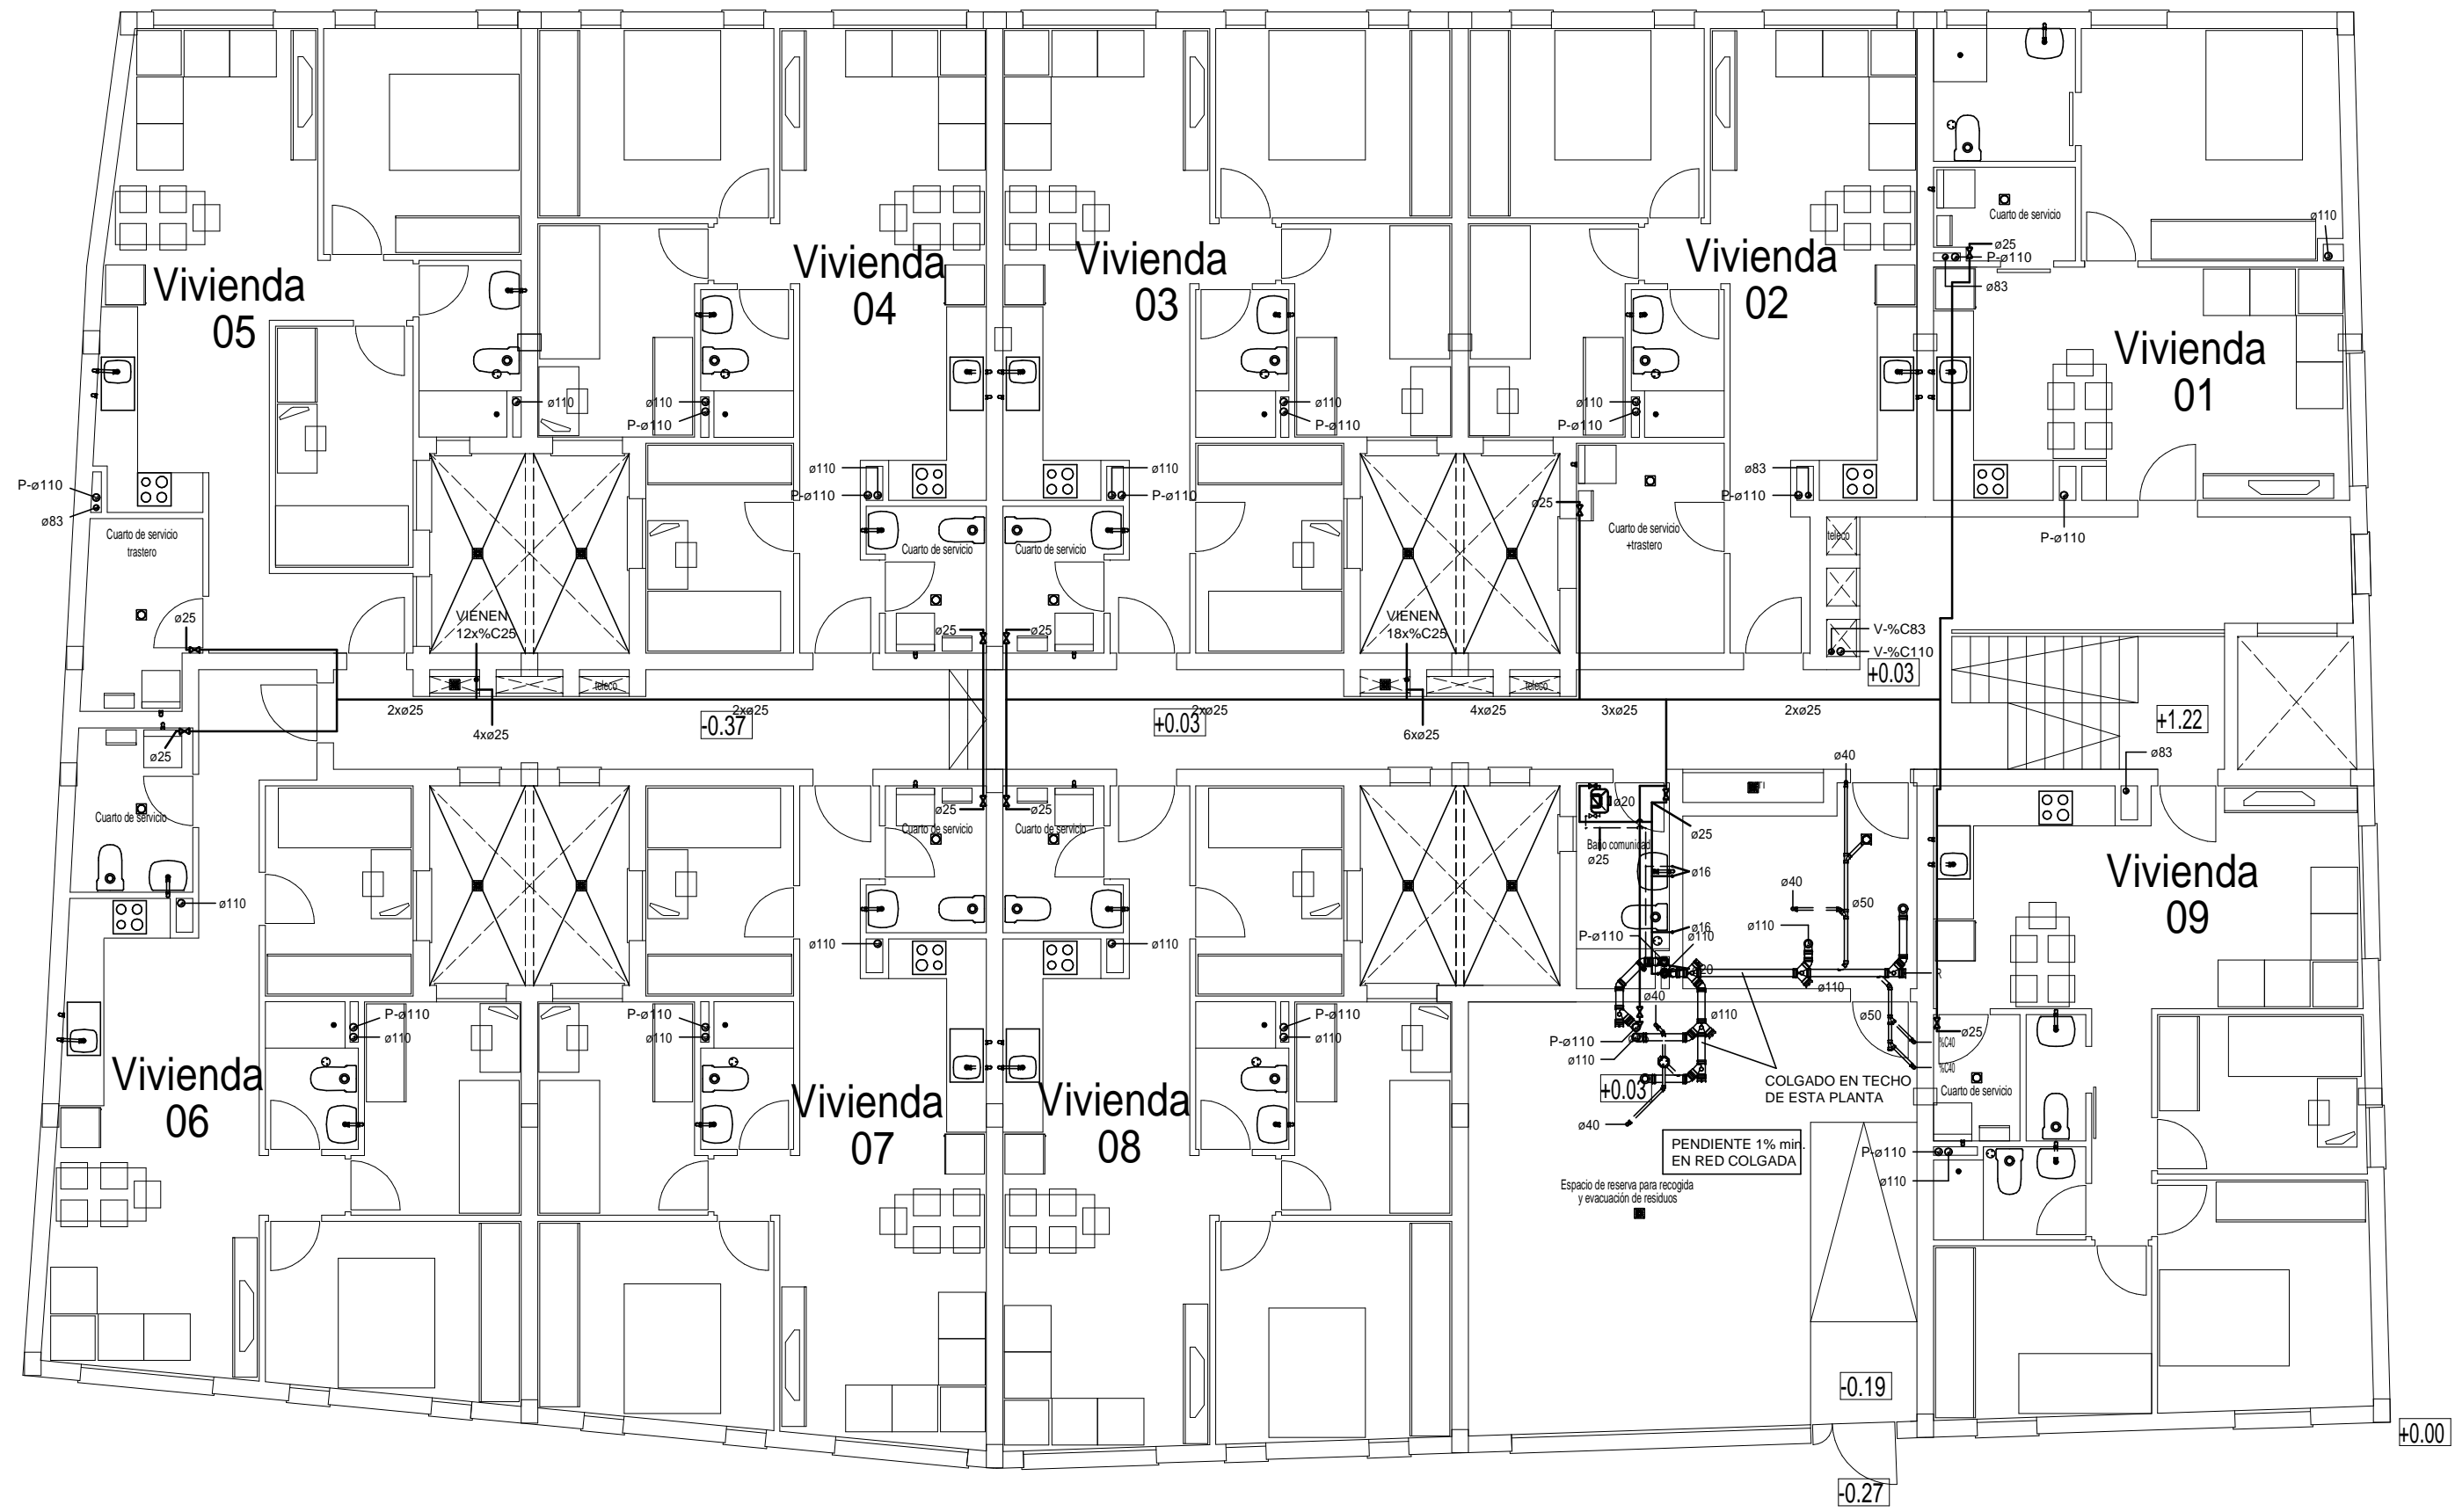 Vivienda
05
Vivienda
04
Vivienda
03
Vivienda
02
Cuarto de servicio
ø110
ø25
P-ø110
ø83
Vivienda
01
ø110
ø110
P-ø110
ø110
P-ø110
ø110
P-ø110
P-ø110
ø83
ø110
P-ø110
ø110
P-ø110
ø83
P-ø110
ø25
P-ø110
Cuarto de servicio
trastero
Cuarto de servicio
Cuarto de servicio
Cuarto de servicio
+trastero
teleco
VIENEN
12x%C25
VIENEN
18x%C25
ø25
ø25
ø25
V-%C83
V-%C110
+0.03
teleco
teleco
2xø25
4xø25
2xø25
-0.37
+0.03
2xø25
6xø25
4xø25
3xø25
2xø25
+1.22
ø25
ø40
ø83
Cuarto de servicio
ø25
ø25
Cuarto de servicio
Cuarto de servicio
ø20
ø25
Baño comunidad
ø25
ø16
ø40
ø50
Vivienda
09
ø110
ø110
ø110
ø16
P-ø110
ø110
ø110
ø110
R
ø40
ø110
ø50
ø25
%C40
%C40
P-ø110
ø110
P-ø110
ø110
P-ø110
ø110
P-ø110
ø110
Vivienda
06
Vivienda
07
Vivienda
08
+0.03
ø40
COLGADO EN TECHO
DE ESTA PLANTA
Cuarto de servicio
PENDIENTE 1% min.
EN RED COLGADA
P-ø110
ø110
Espacio de reserva para recogida
y evacuación de residuos
-0.19
+0.00
-0.27